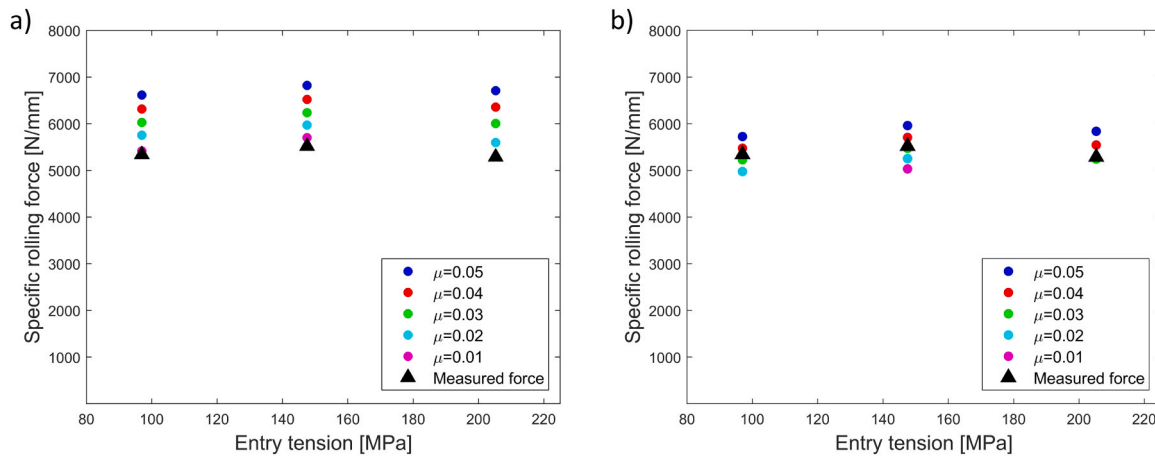 a)
8000
7000
6000
5000
4000
3000
2000
1000
Specific rolling force [N/mm]
80 100 120 140 160 180 200 220
Entry tension [MPa]
μ=0.05
μ=0.04
μ=0.03
μ=0.02
μ=0.01
Measured force
b)
8000
7000
6000
5000
4000
3000
2000
1000
Specific rolling force [N/mm]
80 100 120 140 160 180 200 220
Entry tension [MPa]
μ=0.05
μ=0.04
μ=0.03
μ=0.02
μ=0.01
Measured force